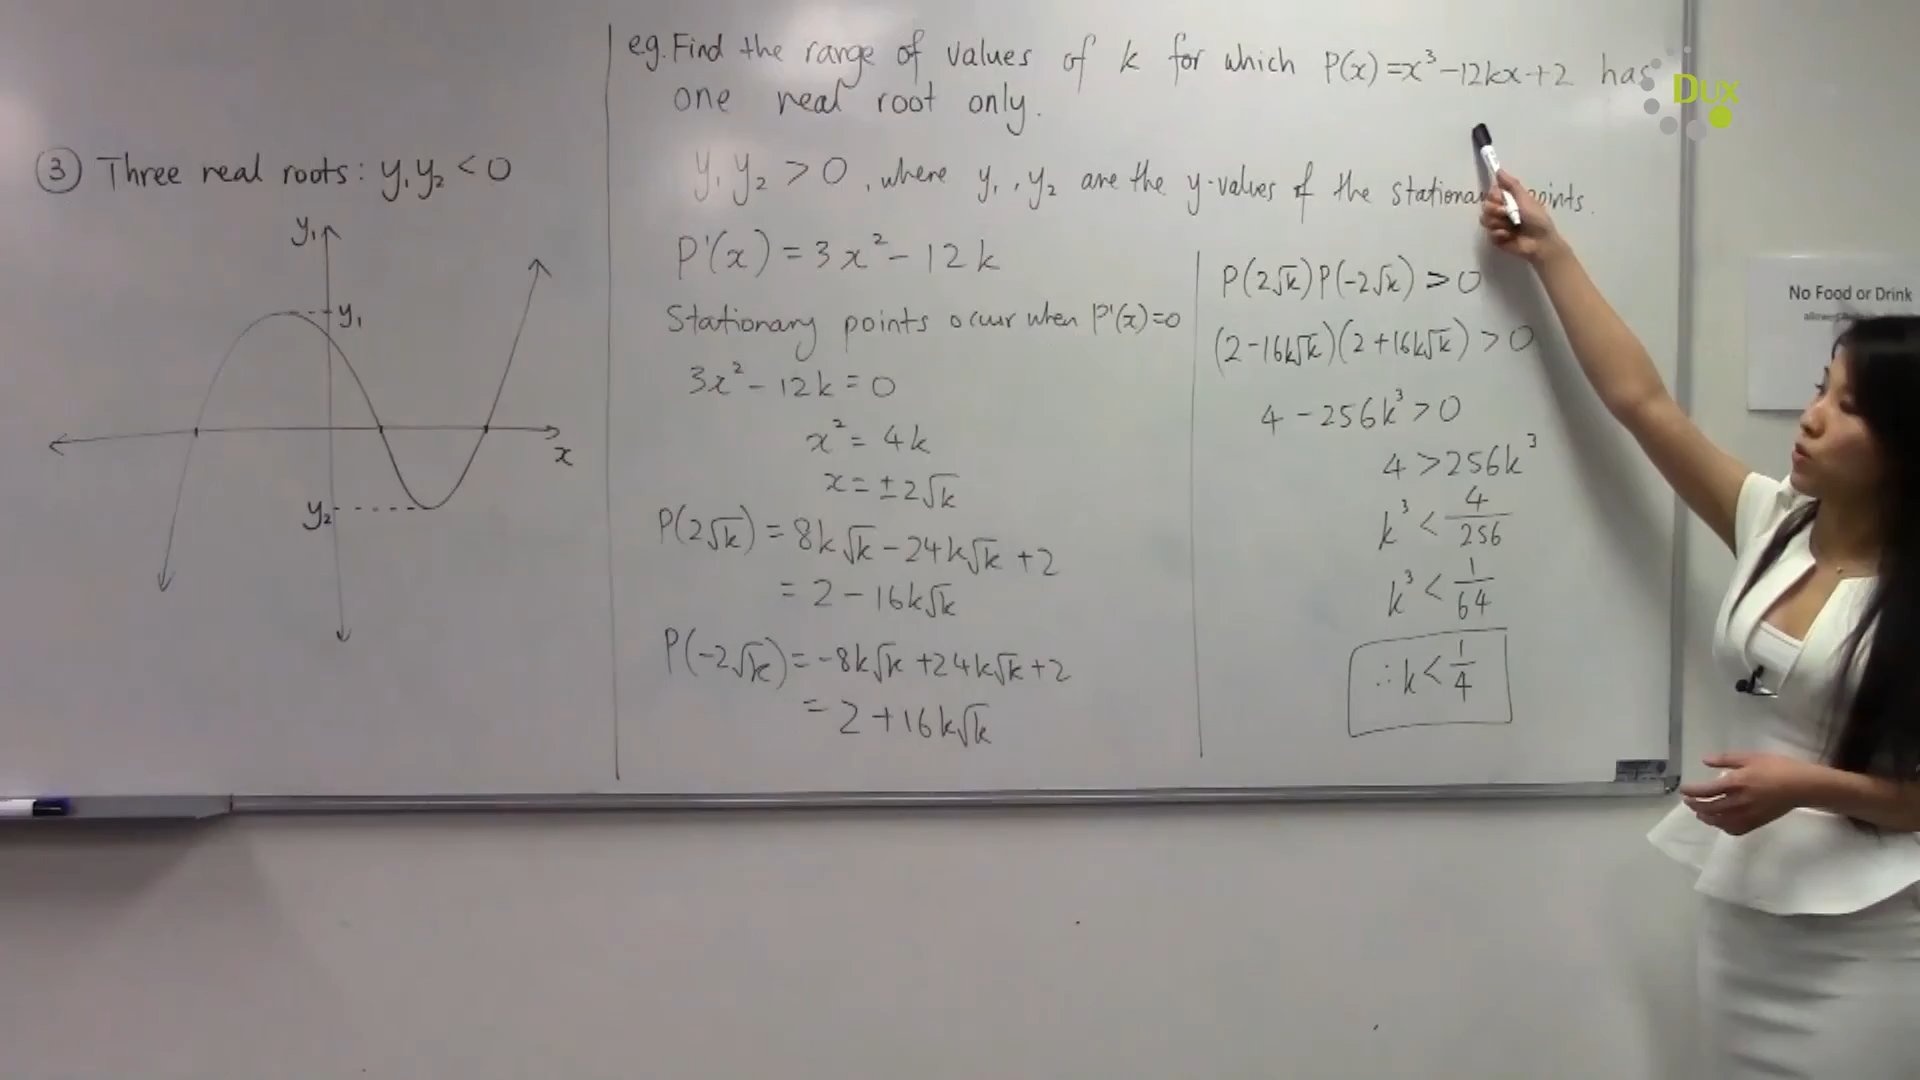 ③ Three real roots: y₁y₂ < 0
y₁
y₁
x
y₂
e.g. Find the range of values of k for which P(x)=x³-12kx+2 has
one real root only.
y₁y₂ > 0, where y₁, y₂ are the y-values of the stationary points.
P'(x) = 3x² - 12k
Stationary points occur when P'(x)=0
3x² - 12k = 0
x² = 4k
x = ±2√k
P(2√k) = 8k√k - 24k√k + 2
= 2 - 16k√k
P(-2√k) = -8k√k + 24k√k + 2
= 2 + 16k√k
P(2√k)P(-2√k) > 0
(2-16k√k)(2+16k√k) > 0
4 - 256k³ > 0
4 > 256k³
k³ < 4/256
k³ < 1/64
∴ k < 1/4
DUX
No Food or Drink